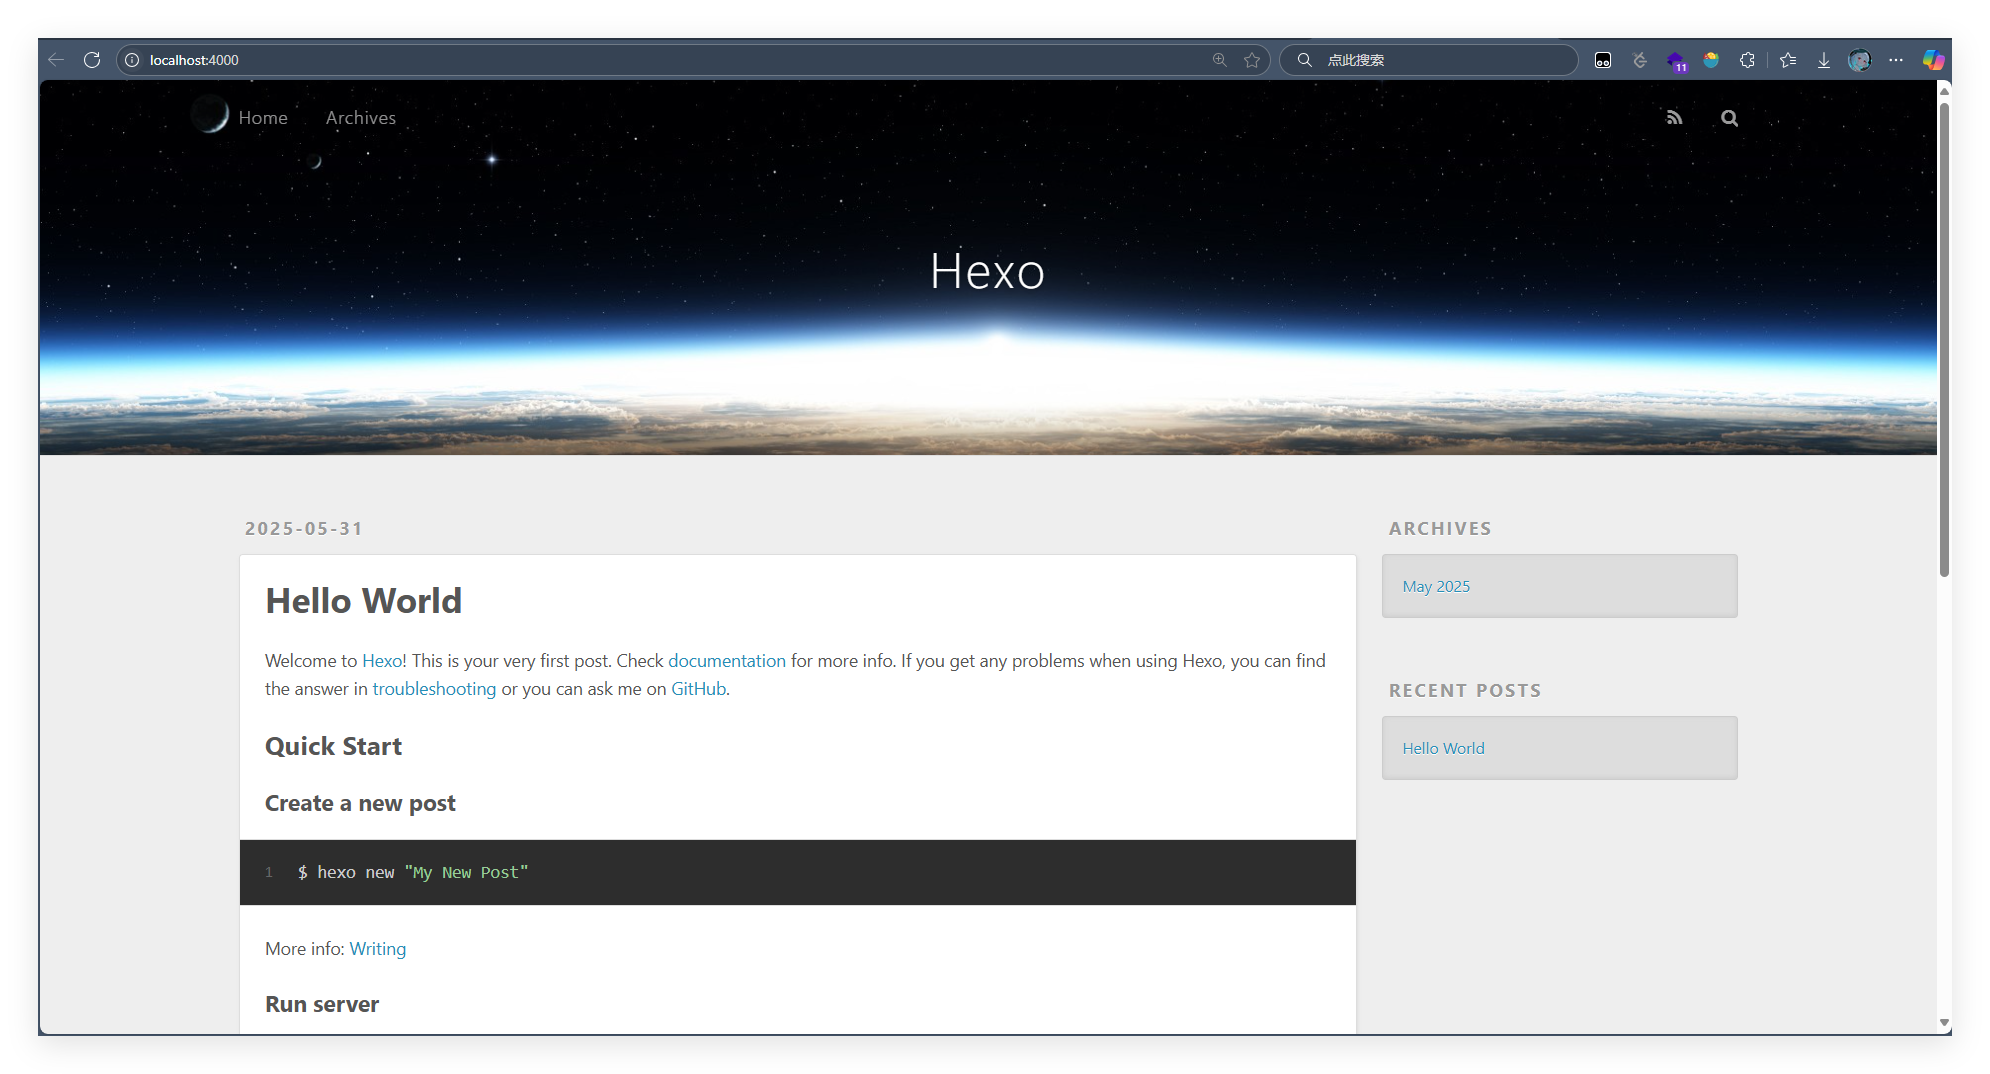 localhost:4000
点此搜索
11
Home Archives
Hexo
2025-05-31
Hello World
Welcome to Hexo! This is your very first post. Check documentation for more info. If you get any problems when using Hexo, you can find
the answer in troubleshooting or you can ask me on GitHub.
Quick Start
Create a new post
1 $ hexo new "My New Post"
More info: Writing
Run server
ARCHIVES
May 2025
RECENT POSTS
Hello World